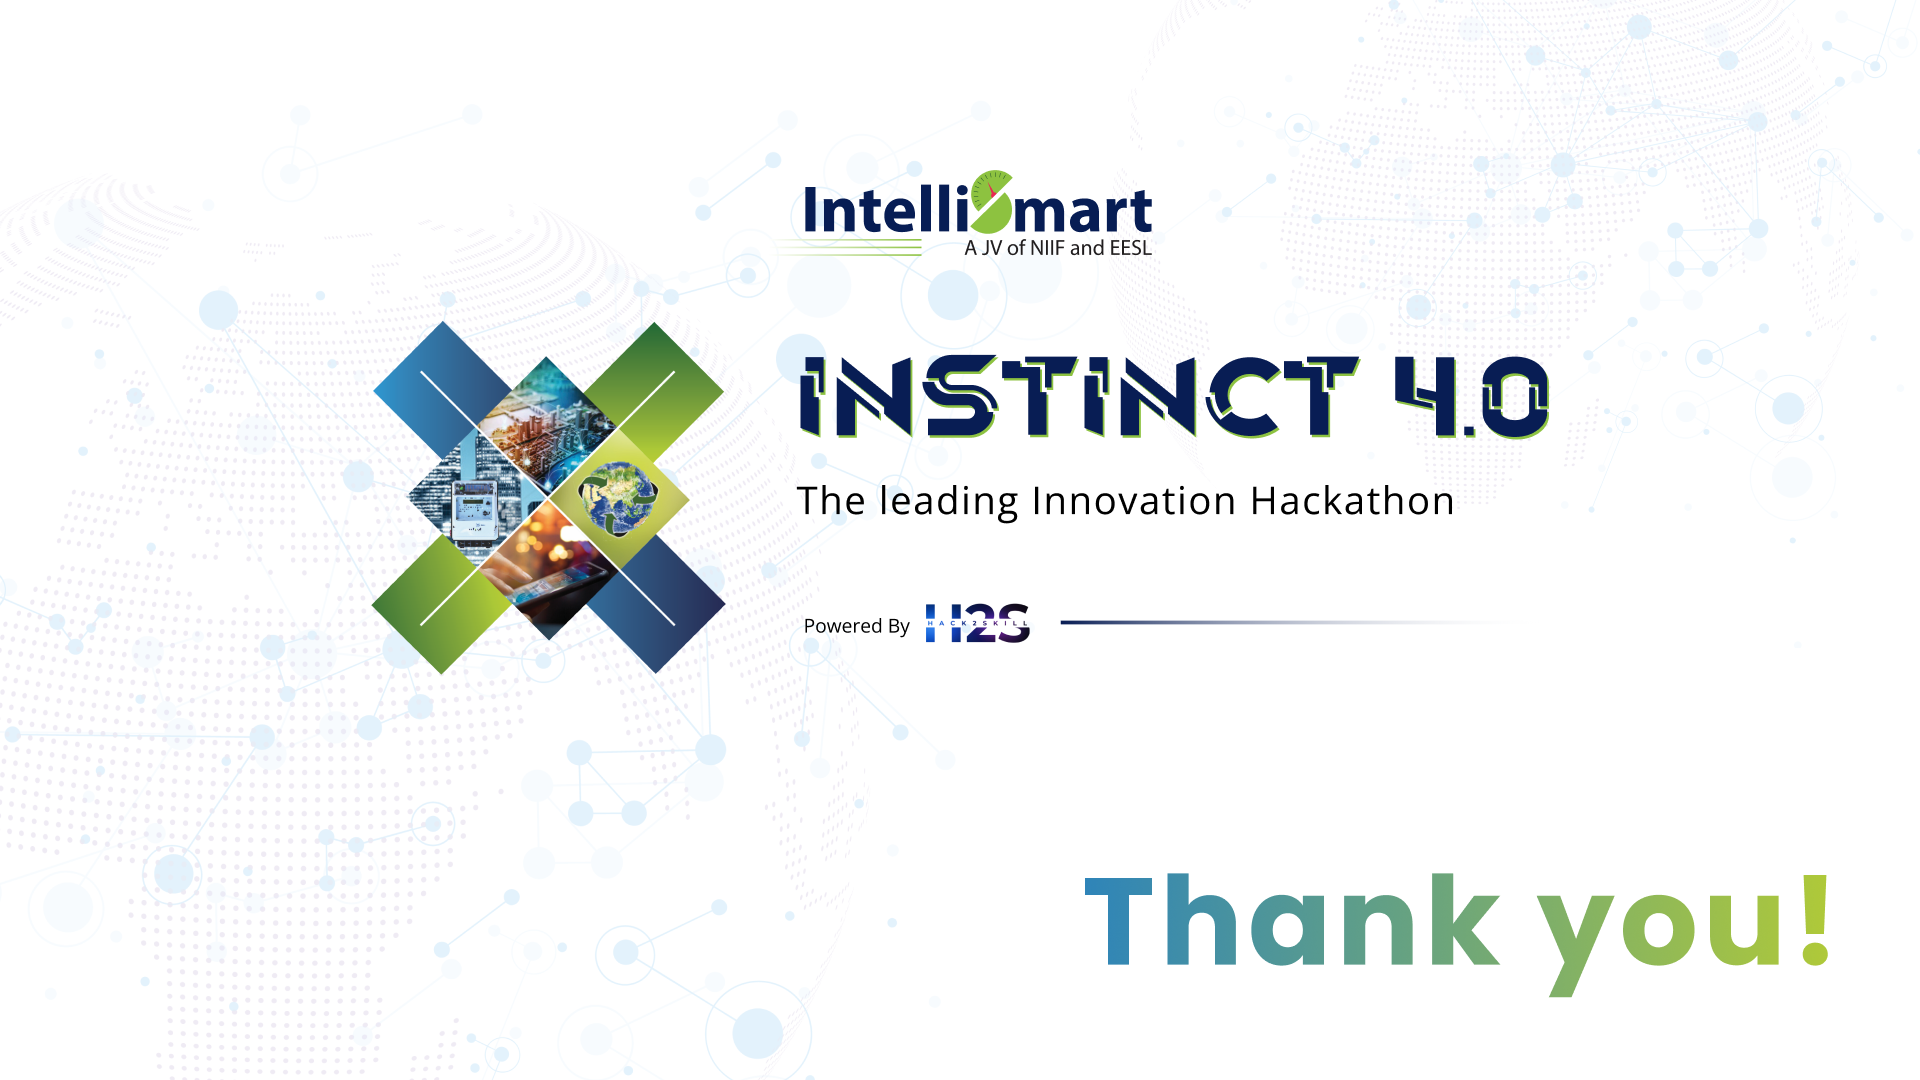 IntelliSmart
A JV of NIIF and EESL
INSTINCT 4.0
The leading Innovation Hackathon
Powered By H2S
HACK2SKILL
Thank you!